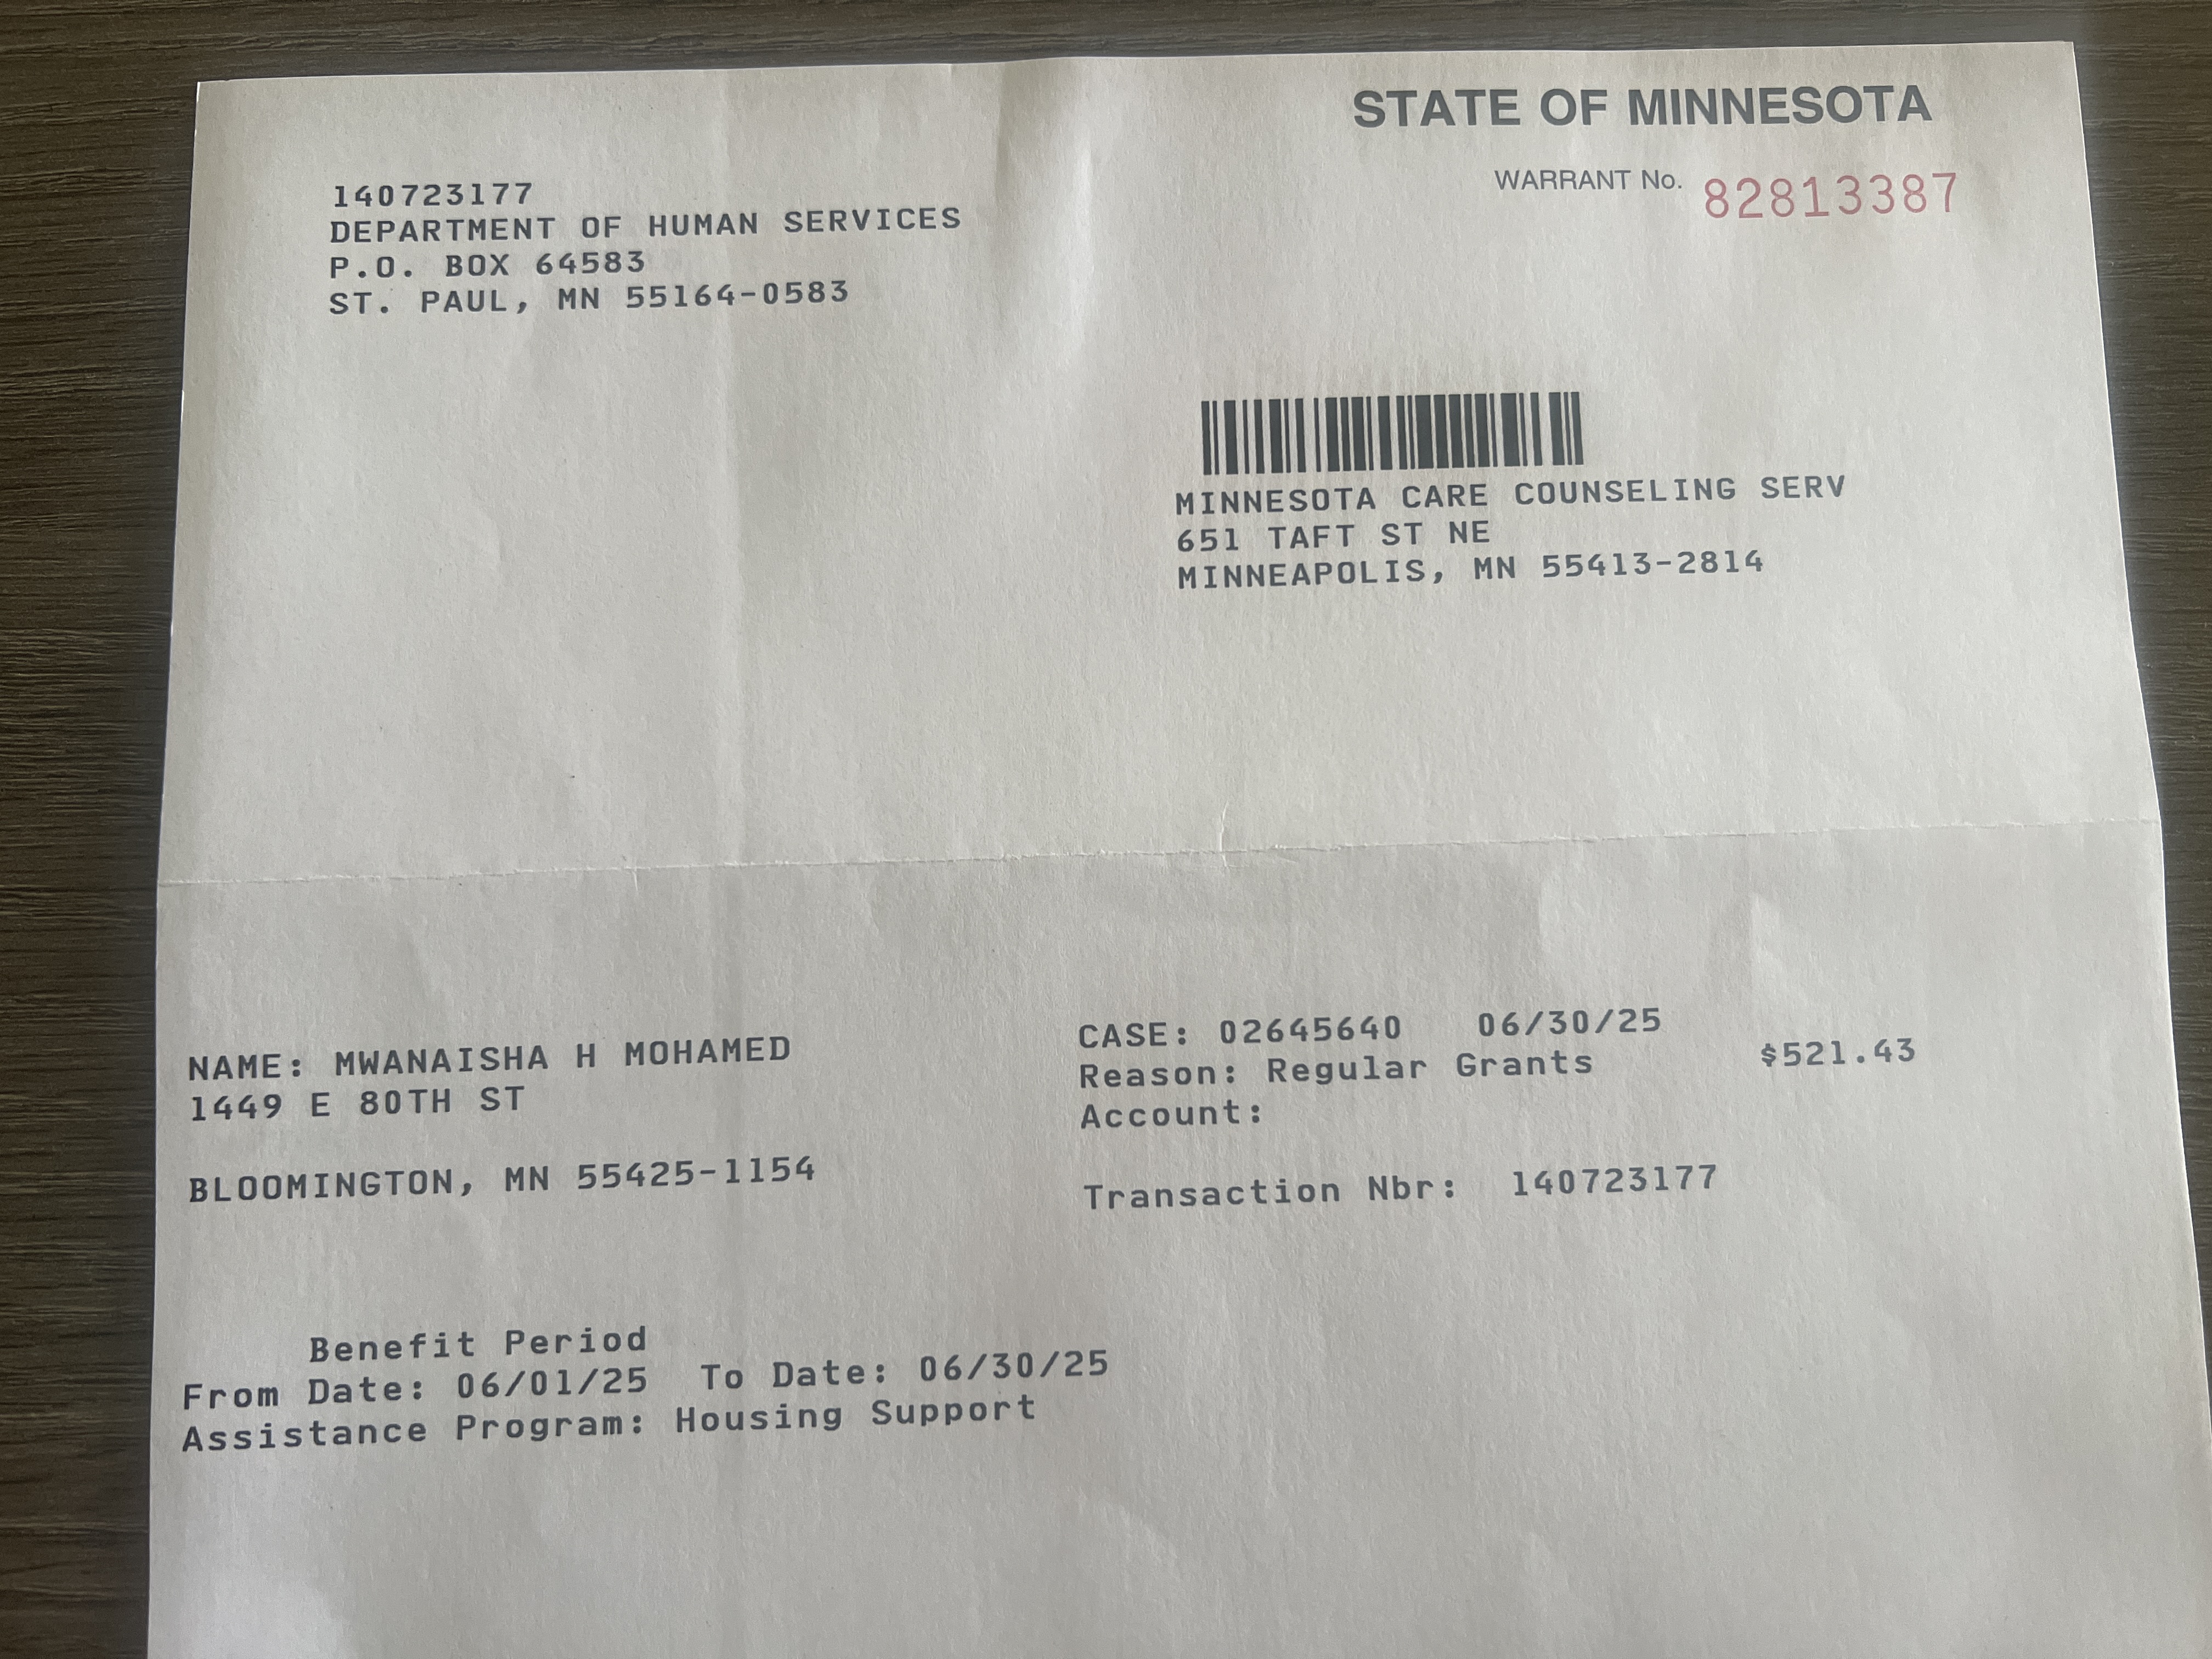 STATE OF MINNESOTA
WARRANT No. 82813387
140723177
DEPARTMENT OF HUMAN SERVICES
P.O. BOX 64583
ST. PAUL, MN 55164-0583
MINNESOTA CARE COUNSELING SERV
651 TAFT ST NE
MINNEAPOLIS, MN 55413-2814
NAME: MWANAISHA H MOHAMED
1449 E 80TH ST
BLOOMINGTON, MN 55425-1154
CASE: 02645640 06/30/25
Reason: Regular Grants $521.43
Account:
Transaction Nbr: 140723177
Benefit Period
From Date: 06/01/25 To Date: 06/30/25
Assistance Program: Housing Support